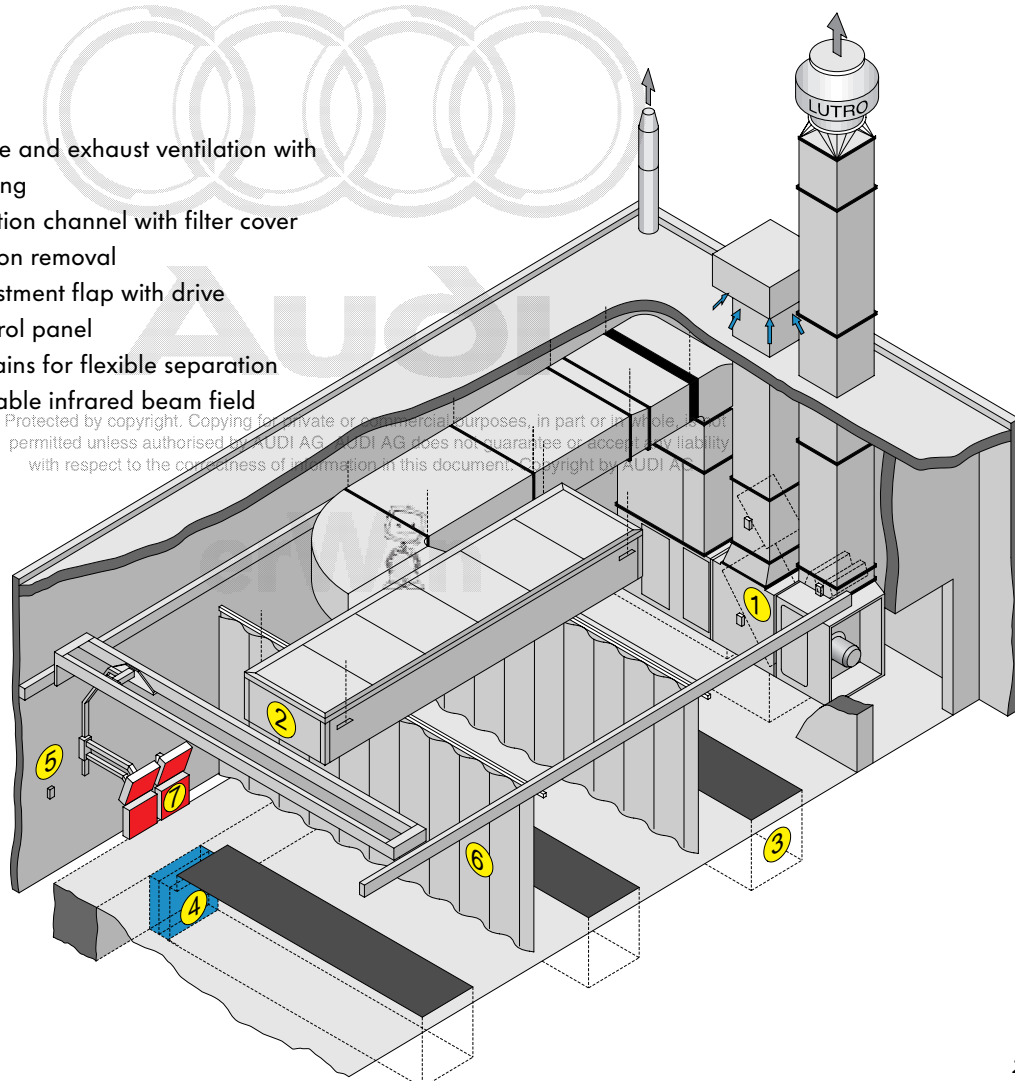 e and exhaust ventilation with
ng
tion channel with filter cover
on removal
stment flap with drive
rol panel
ains for flexible separation
able infrared beam field
Protected by copyright. Copying for private or commercial purposes, in part or in whole, is not
permitted unless authorised by AUDI AG. AUDI AG does not guarantee or accept any liability
with respect to the correctness of information in this document. Copyright by AUDI AG.
Audi
erWin
LUTRO
1
2
5
7
3
6
4